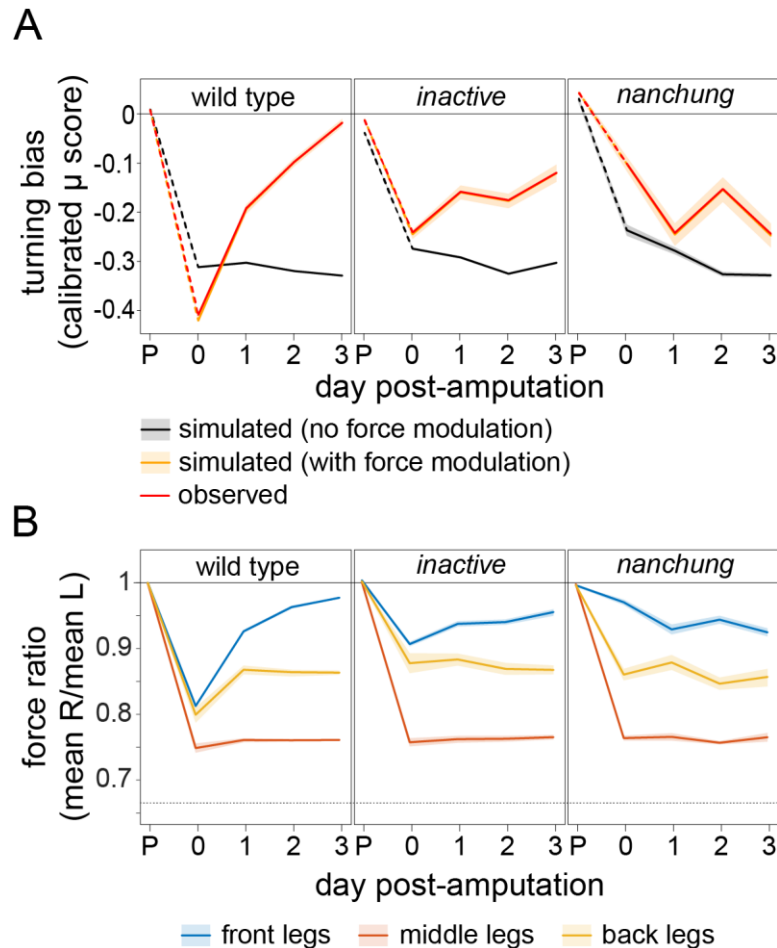 A
wild type
inactive
nanchung
turning bias
(calibrated µ score)
0
-0.1
-0.2
-0.3
-0.4
P 0 1 2 3
P 0 1 2 3
P 0 1 2 3
day post-amputation
simulated (no force modulation)
simulated (with force modulation)
observed
B
wild type
inactive
nanchung
force ratio
(mean R/mean L)
1
0.9
0.8
0.7
P 0 1 2 3
P 0 1 2 3
P 0 1 2 3
day post-amputation
front legs middle legs back legs